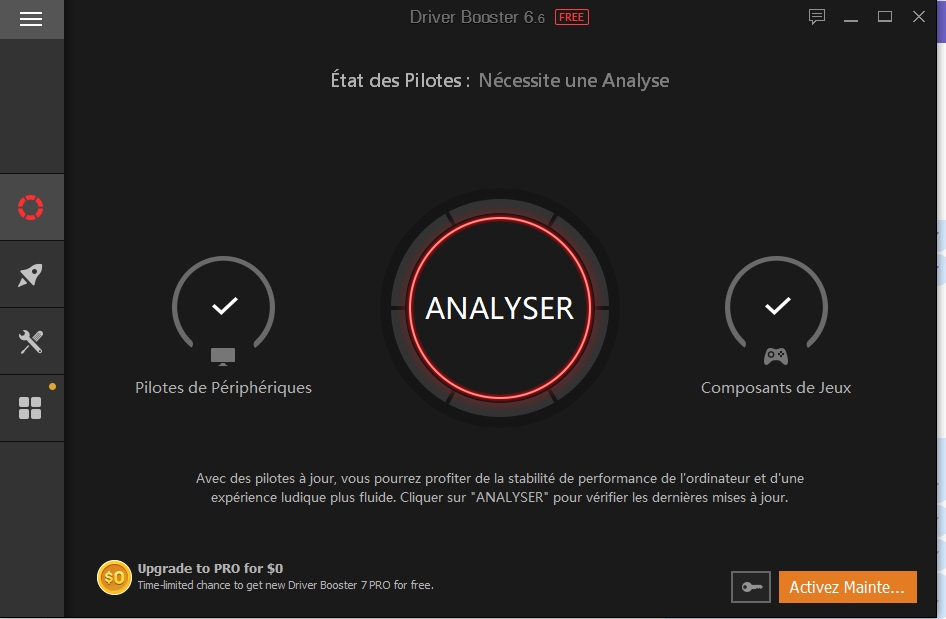 Driver Booster 6.6 FREE
État des Pilotes : Nécessite une Analyse
ANALYSER
Pilotes de Périphériques
Composants de Jeux
Avec des pilotes à jour, vous pourrez profiter de la stabilité de performance de l'ordinateur et d'une
expérience ludique plus fluide. Cliquer sur "ANALYSER" pour vérifier les dernières mises à jour.
$0
Upgrade to PRO for $0
Time-limited chance to get new Driver Booster 7 PRO for free.
Activez Mainte...